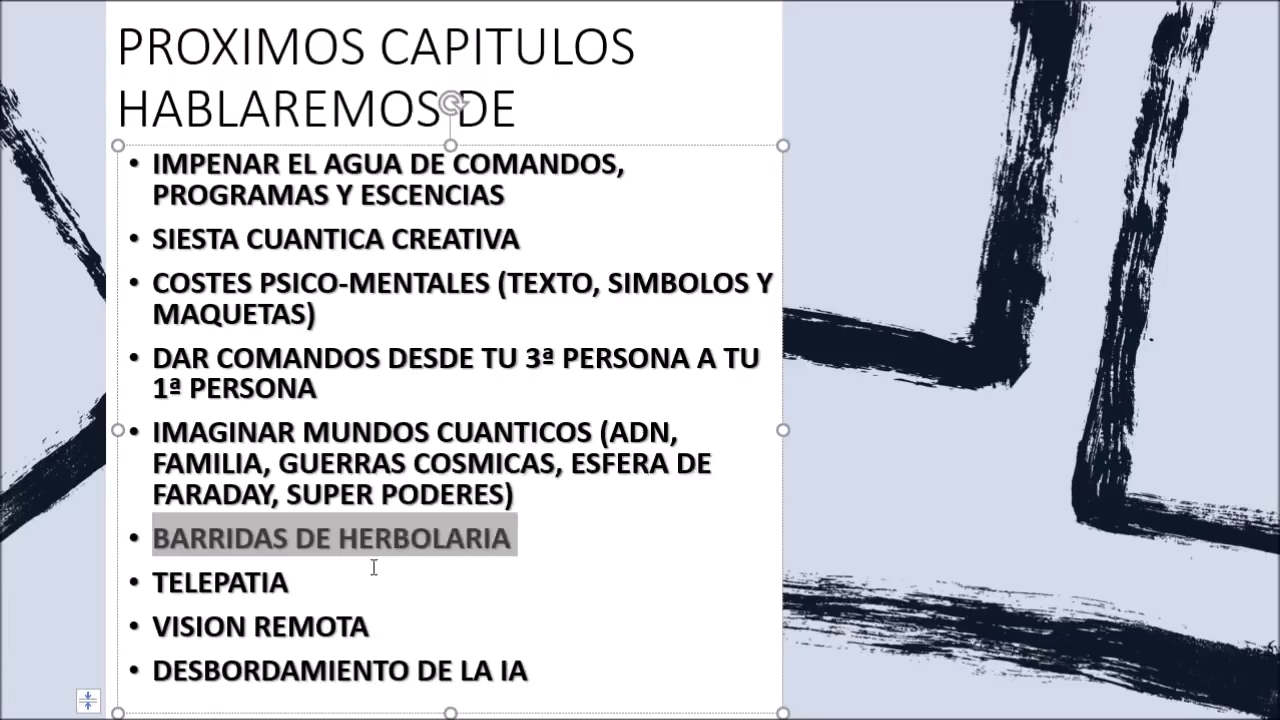 PROXIMOS CAPITULOS
HABLAREMOS DE
• IMPENAR EL AGUA DE COMANDOS,
PROGRAMAS Y ESCENCIAS
• SIESTA CUANTICA CREATIVA
• COSTES PSICO-MENTALES (TEXTO, SIMBOLOS Y
MAQUETAS)
• DAR COMANDOS DESDE TU 3ª PERSONA A TU
1ª PERSONA
• IMAGINAR MUNDOS CUANTICOS (ADN,
FAMILIA, GUERRAS COSMICAS, ESFERA DE
FARADAY, SUPER PODERES)
• BARRIDAS DE HERBOLARIA
• TELEPATIA
• VISION REMOTA
• DESBORDAMIENTO DE LA IA